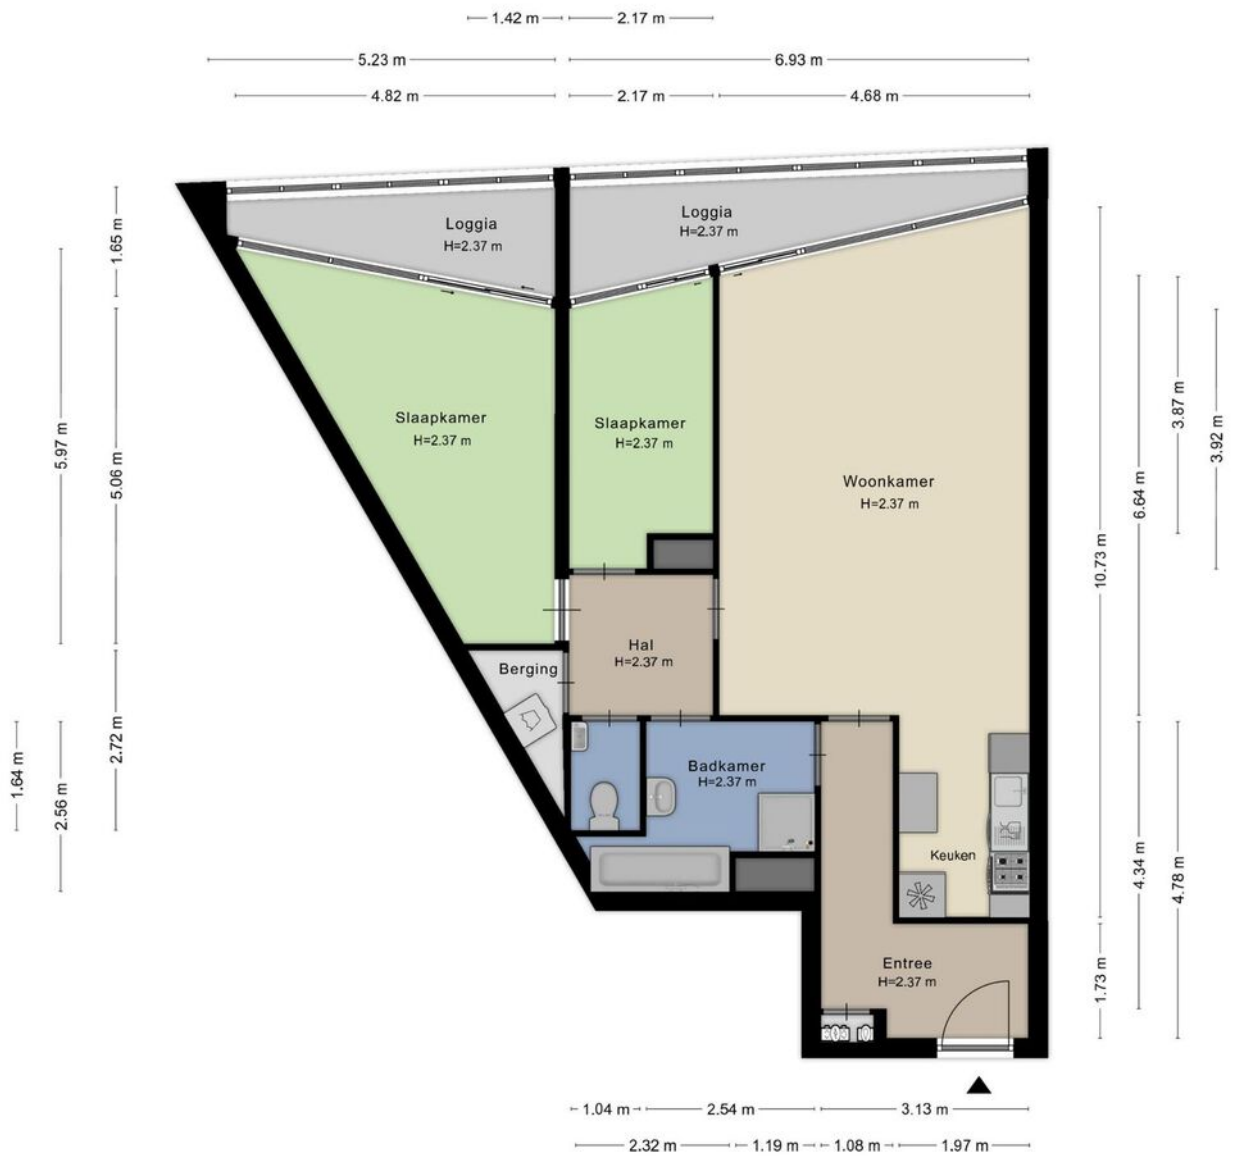 1.42 m
2.17 m
5.23 m
6.93 m
4.82 m
2.17 m
4.68 m
Loggia
H=2.37 m
Loggia
H=2.37 m
1.65 m
5.97 m
5.06 m
2.72 m
1.64 m
2.56 m
Slaapkamer
H=2.37 m
Slaapkamer
H=2.37 m
Woonkamer
H=2.37 m
3.87 m
3.92 m
6.64 m
10.73 m
Hal
H=2.37 m
Berging
Badkamer
H=2.37 m
Keuken
4.34 m
4.78 m
Entree
H=2.37 m
1.73 m
1.04 m
2.54 m
3.13 m
2.32 m
1.19 m
1.08 m
1.97 m